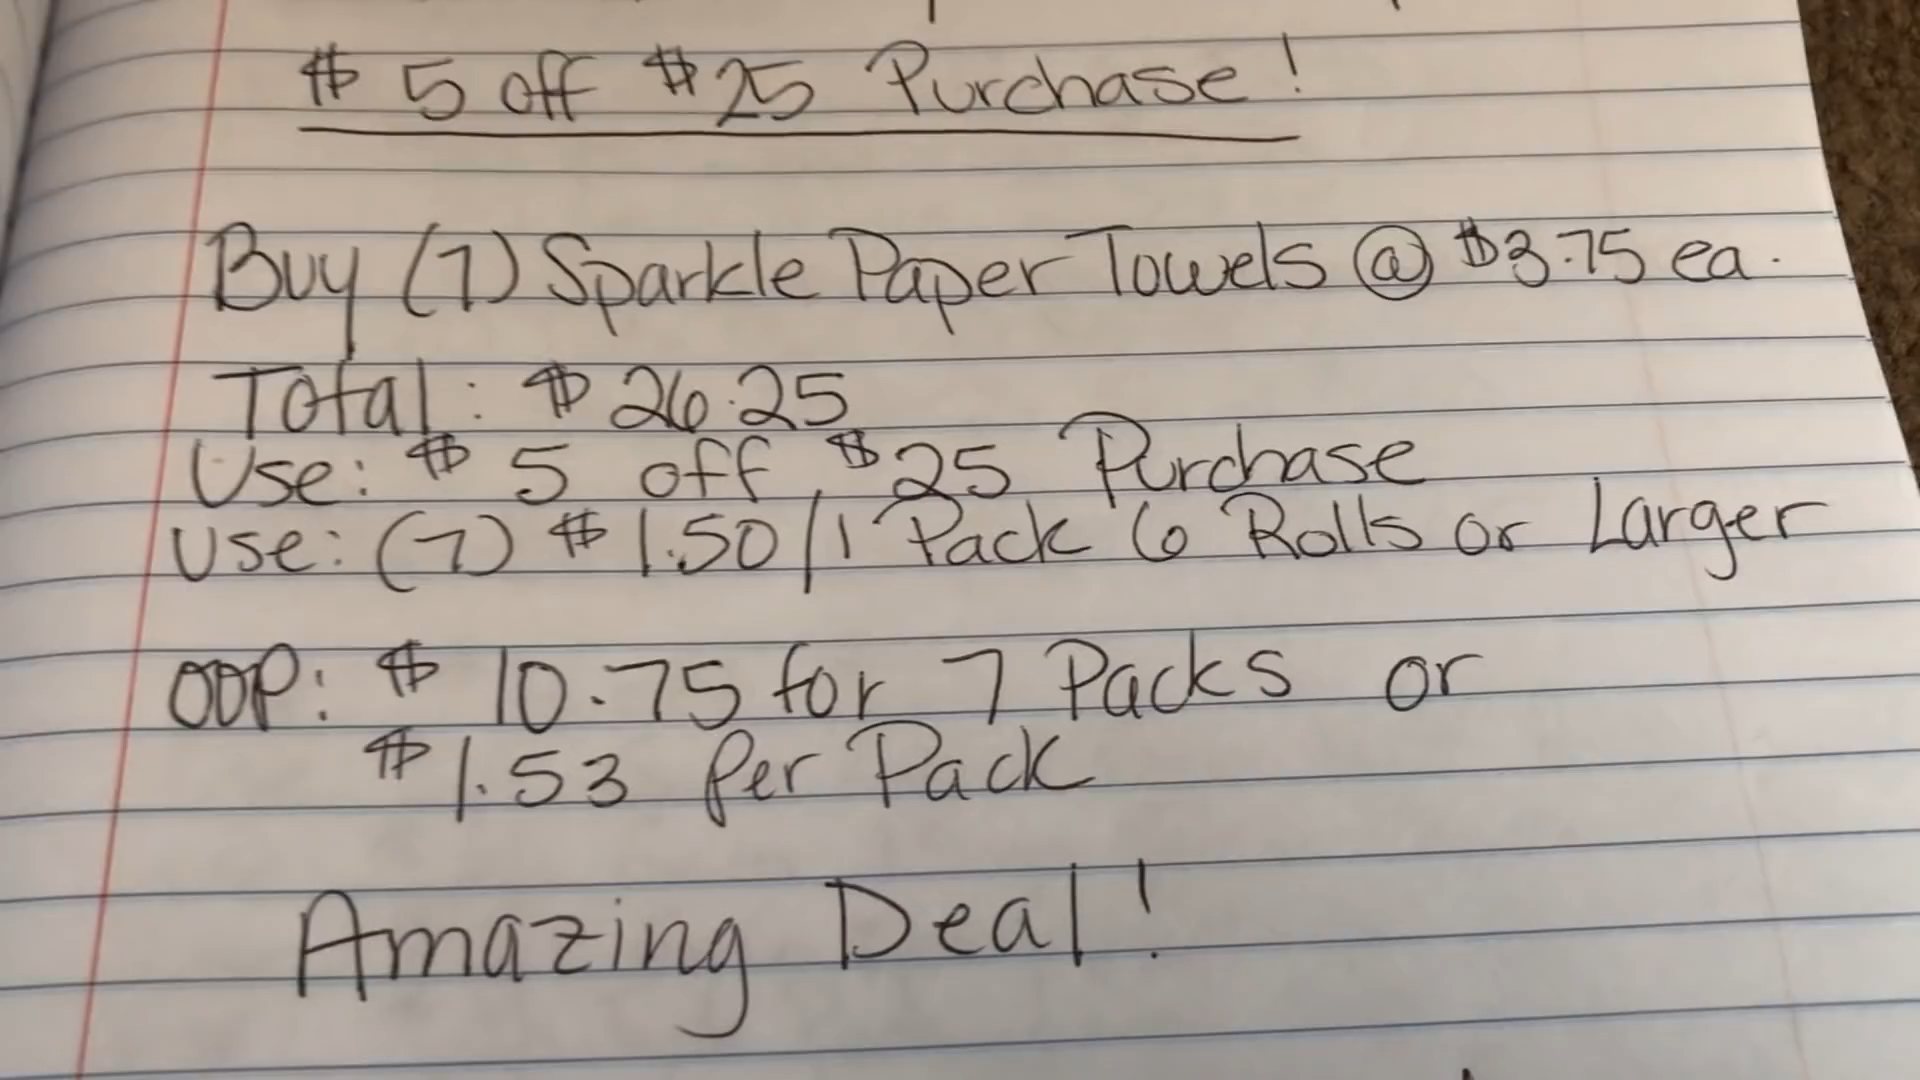 $ 5 off $25 Purchase!
Buy (7) Sparkle Paper Towels @ $3.75 ea.
Total: $26.25
Use: $ 5 off $25 Purchase
Use: (7) $1.50/1 Pack 6 Rolls or Larger
OOP: $ 10.75 for 7 Packs or
$1.53 Per Pack
Amazing Deal!